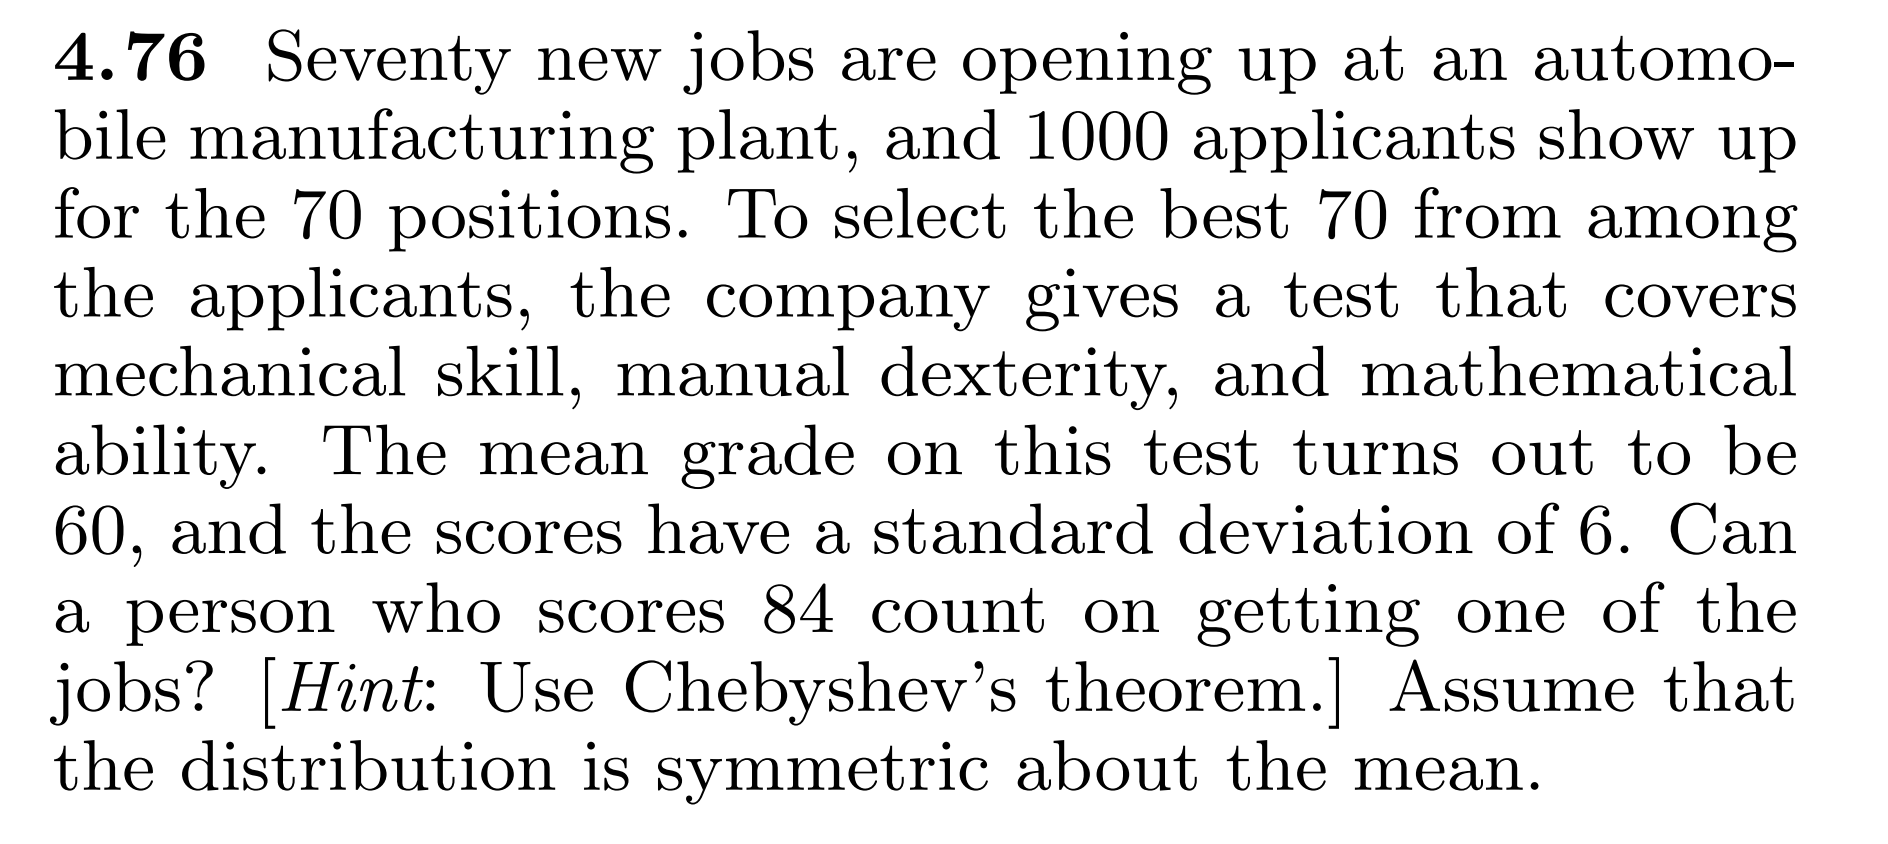 4.76 Seventy new jobs are opening up at an automo-
bile manufacturing plant, and 1000 applicants show up
for the 70 positions. To select the best 70 from among
the applicants, the company gives a test that covers
mechanical skill, manual dexterity, and mathematical
ability. The mean grade on this test turns out to be
60, and the scores have a standard deviation of 6. Can
a person who scores 84 count on getting one of the
jobs? [Hint: Use Chebyshev’s theorem.] Assume that
the distribution is symmetric about the mean.